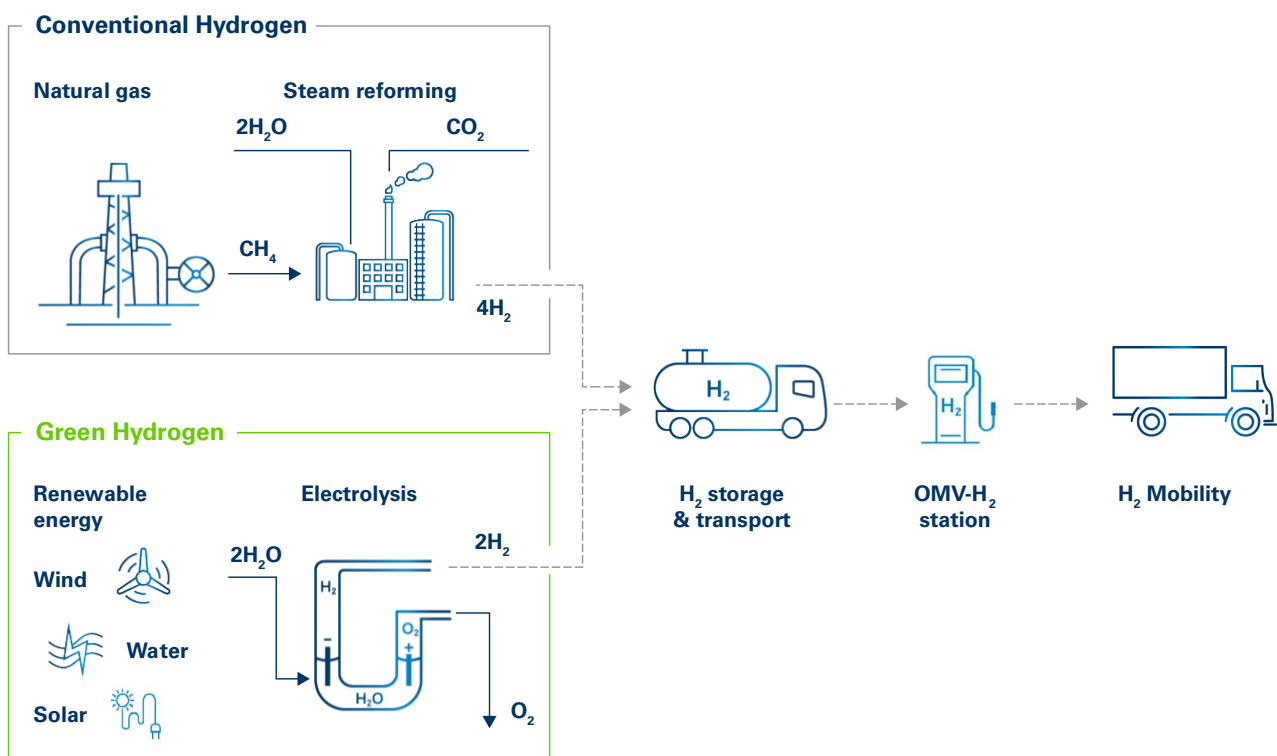 Conventional Hydrogen
Natural gas
Steam reforming
2H₂O
CO₂
CH₄
4H₂
Green Hydrogen
Renewable
energy
Electrolysis
Wind
Water
Solar
2H₂O
2H₂
H₂
O₂
−
+
H₂O
O₂
H₂
H₂ storage
& transport
H₂
OMV-H₂
station
H₂ Mobility